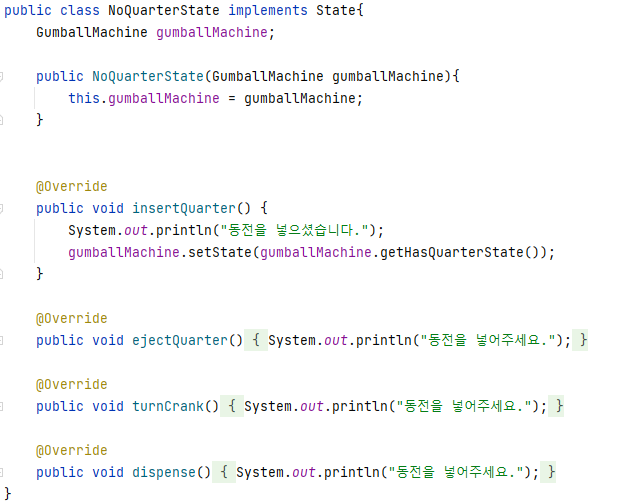 public class NoQuarterState implements State{
    GumballMachine gumballMachine;

    public NoQuarterState(GumballMachine gumballMachine){
        this.gumballMachine = gumballMachine;
    }


    @Override
    public void insertQuarter() {
        System.out.println("동전을 넣으셨습니다.");
        gumballMachine.setState(gumballMachine.getHasQuarterState());
    }

    @Override
    public void ejectQuarter() { System.out.println("동전을 넣어주세요."); }

    @Override
    public void turnCrank() { System.out.println("동전을 넣어주세요."); }

    @Override
    public void dispense() { System.out.println("동전을 넣어주세요."); }
}